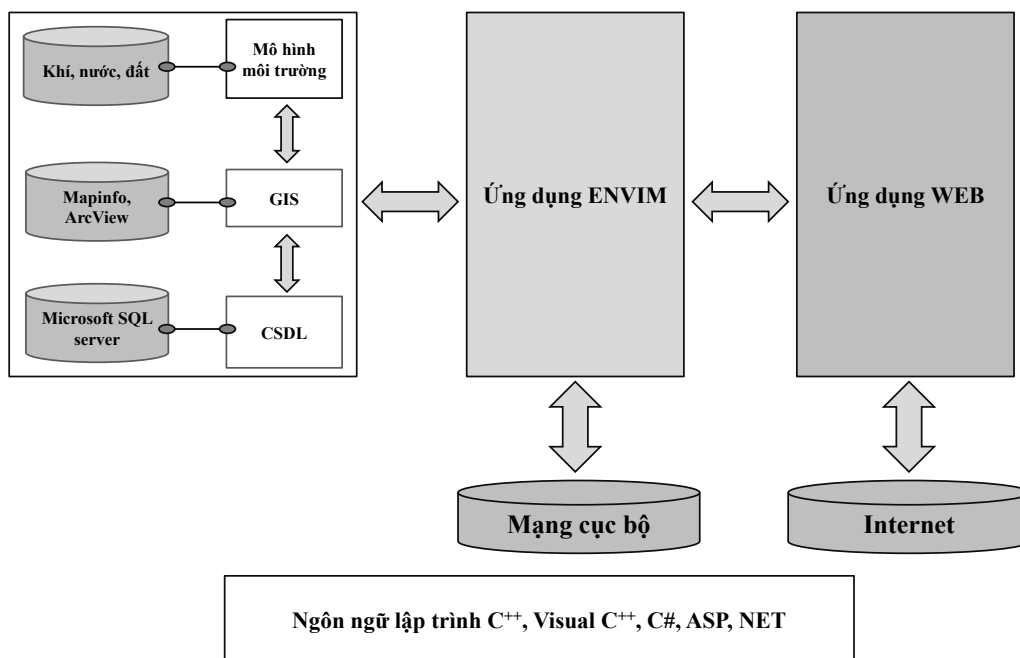 Khí, nước, đất
Mô hình
môi trường
Mapinfo,
ArcView
GIS
Microsoft SQL
server
CSDL
Ứng dụng ENVIM
Ứng dụng WEB
Mạng cục bộ
Internet
Ngôn ngữ lập trình C++, Visual C++, C#, ASP, NET